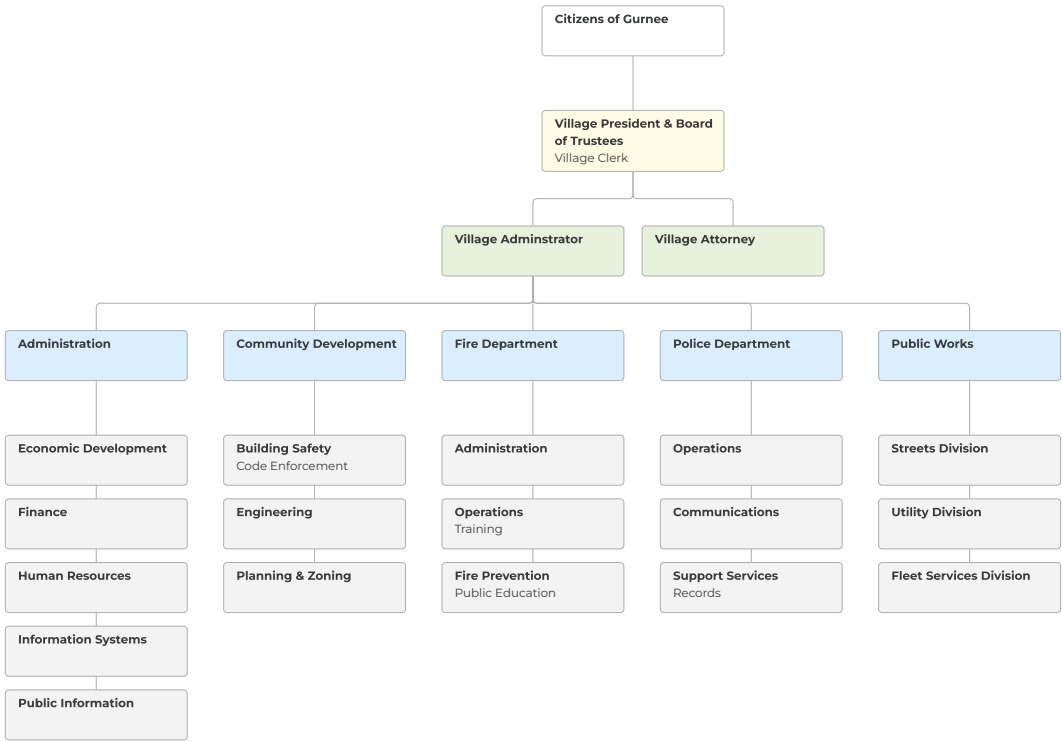 Citizens of Gurnee
Village President & Board
of Trustees
Village Clerk
Village Adminstrator
Village Attorney
Administration
Community Development
Fire Department
Police Department
Public Works
Economic Development
Building Safety
Code Enforcement
Administration
Operations
Streets Division
Finance
Engineering
Operations
Training
Communications
Utility Division
Human Resources
Planning & Zoning
Fire Prevention
Public Education
Support Services
Records
Fleet Services Division
Information Systems
Public Information